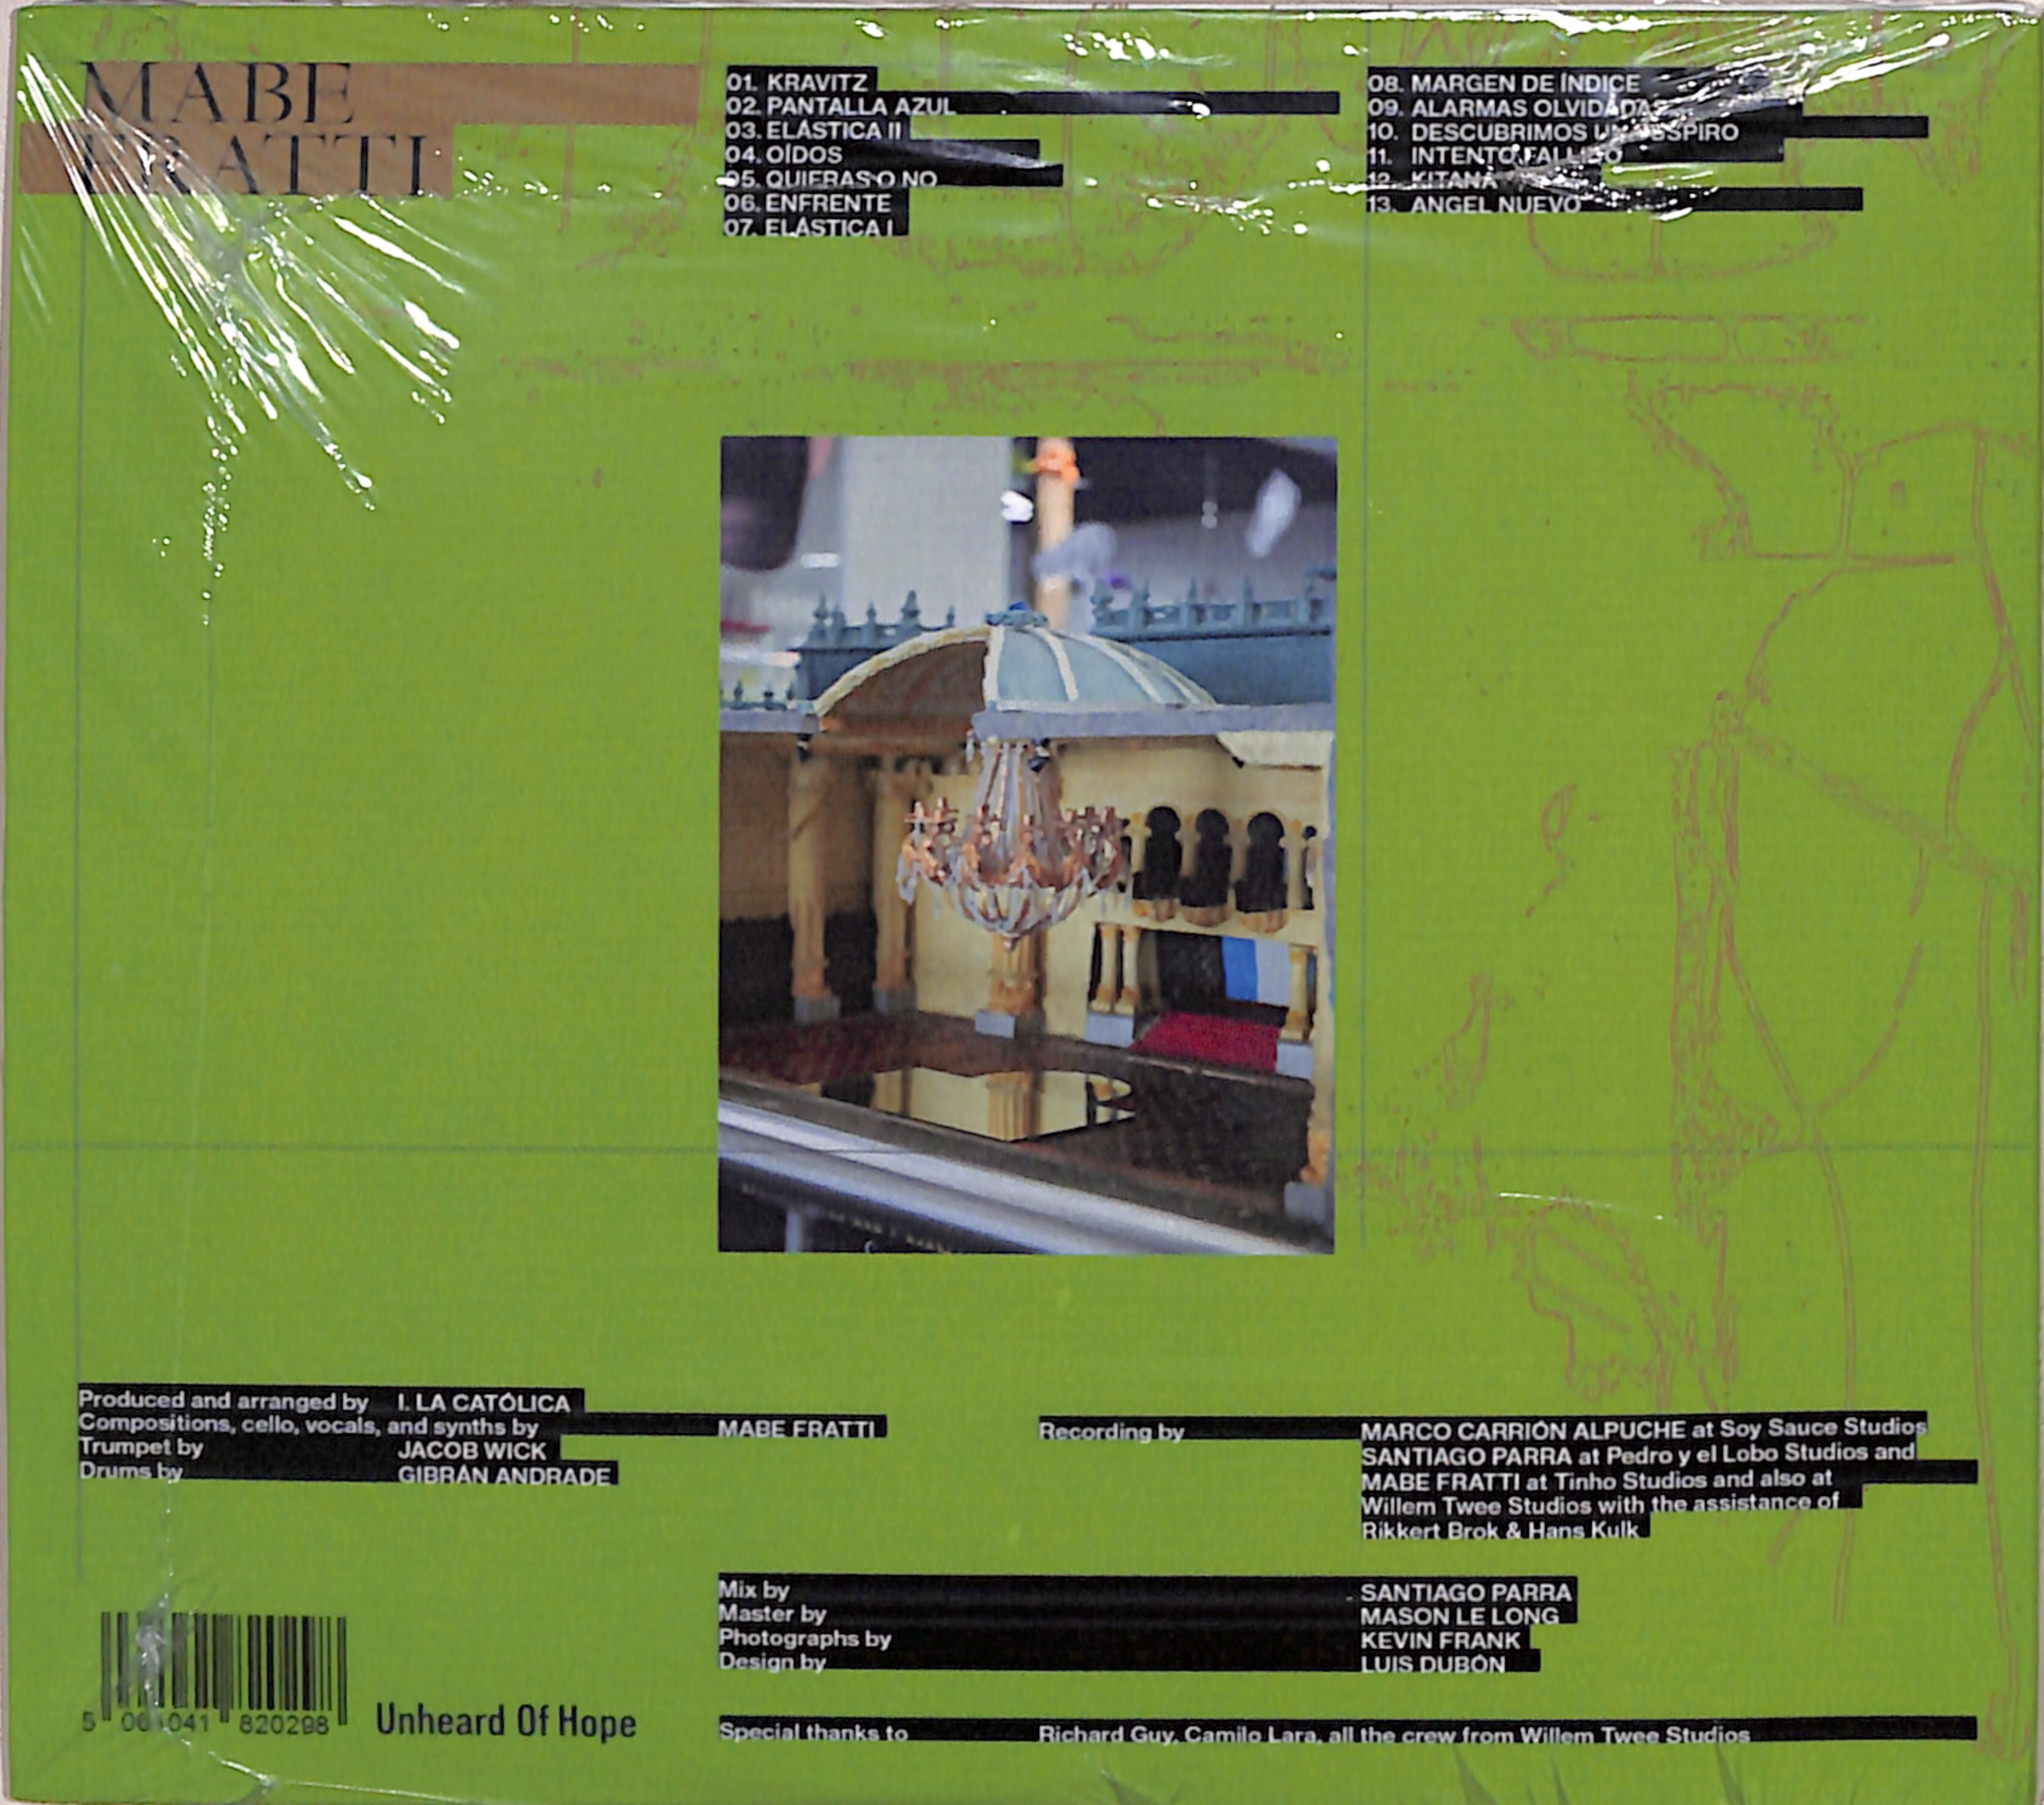 MABE
FRATTI
01. KRAVITZ
02. PANTALLA AZUL
03. ELÁSTICA II
04. OÍDOS
05. QUIERAS O NO
06. ENFRENTE
07. ELÁSTICA I
08. MARGEN DE ÍNDICE
09. ALARMAS OLVIDADAS
10. DESCUBRIMOS UN
11. INTENTO FALLIDO
12. KITANA
13. ANGEL NUEVO
Produced and arranged by I. LA CATÓLICA
Compositions, cello, vocals, and synths by MABE FRATTI
Trumpet by JACOB WICK
Drums by GIBRÁN ANDRADE
Recording by MARCO CARRIÓN ALPUCHE at Soy Sauce Studios
SANTIAGO PARRA at Pedro y el Lobo Studios and
MABE FRATTI at Tinho Studios and also at
Willem Twee Studios with the assistance of
Rikkert Brok & Hans Kulk
Mix by SANTIAGO PARRA
Master by MASON LE LONG
Photographs by KEVIN FRANK
Design by LUIS DUBÓN
Special thanks to Richard Guy, Camilo Lara, all the crew from Willem Twee Studios
5 820298
Unheard Of Hope